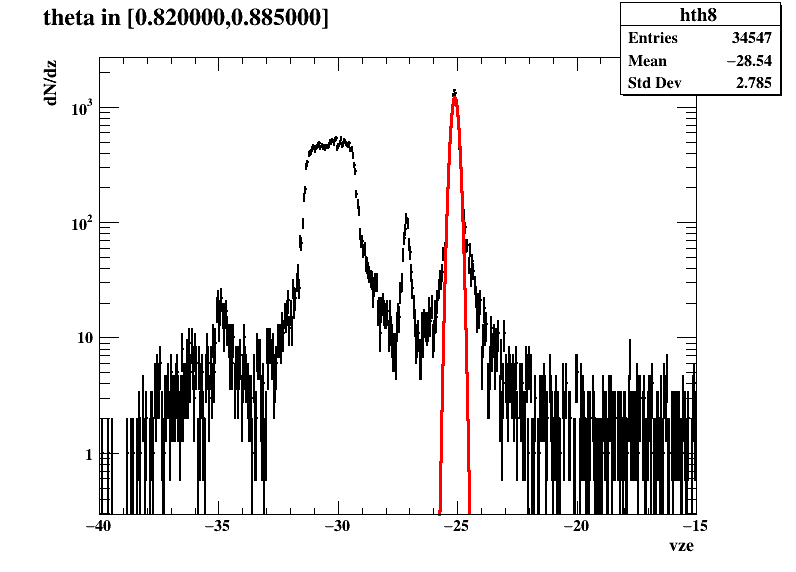 theta in [0.820000,0.885000]
hth8
Entries 34547
Mean −28.54
Std Dev 2.785
dN/dz
10³
10²
10
1
−40 −35 −30 −25 −20 −15
vze